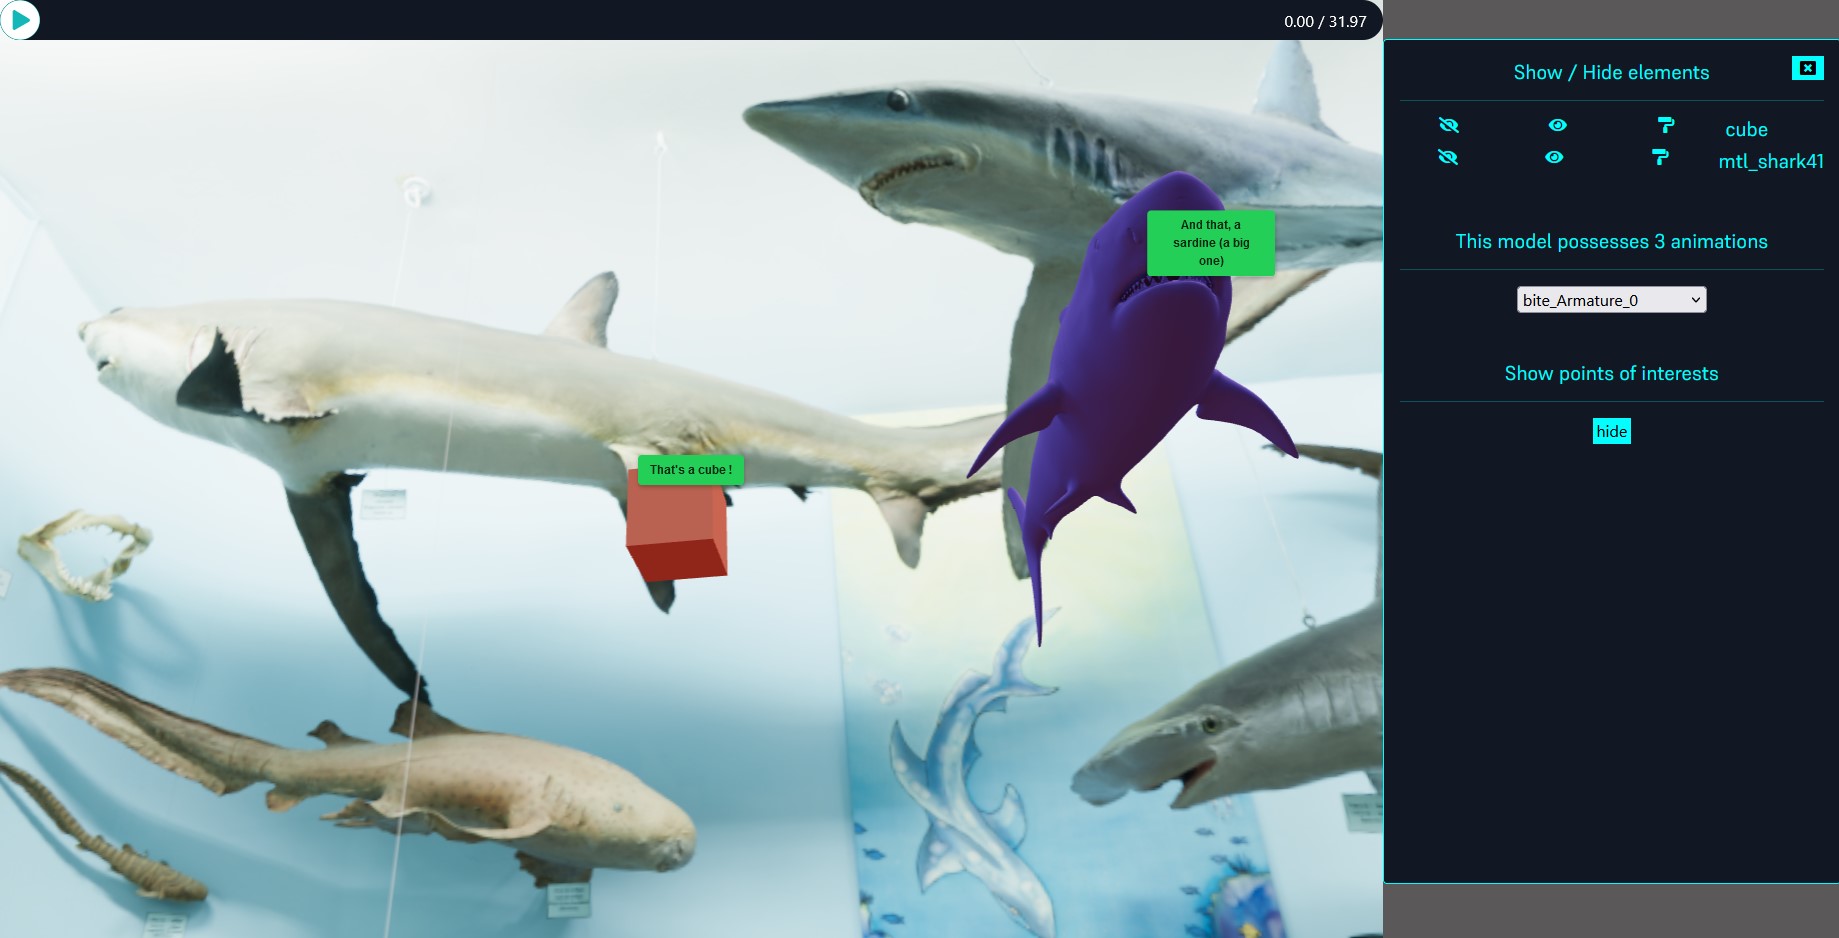 0.00 / 31.97
Show / Hide elements
cube
mtl_shark41
This model possesses 3 animations
bite_Armature_0
Show points of interests
hide
And that, a
sardine (a big
one)
That's a cube !